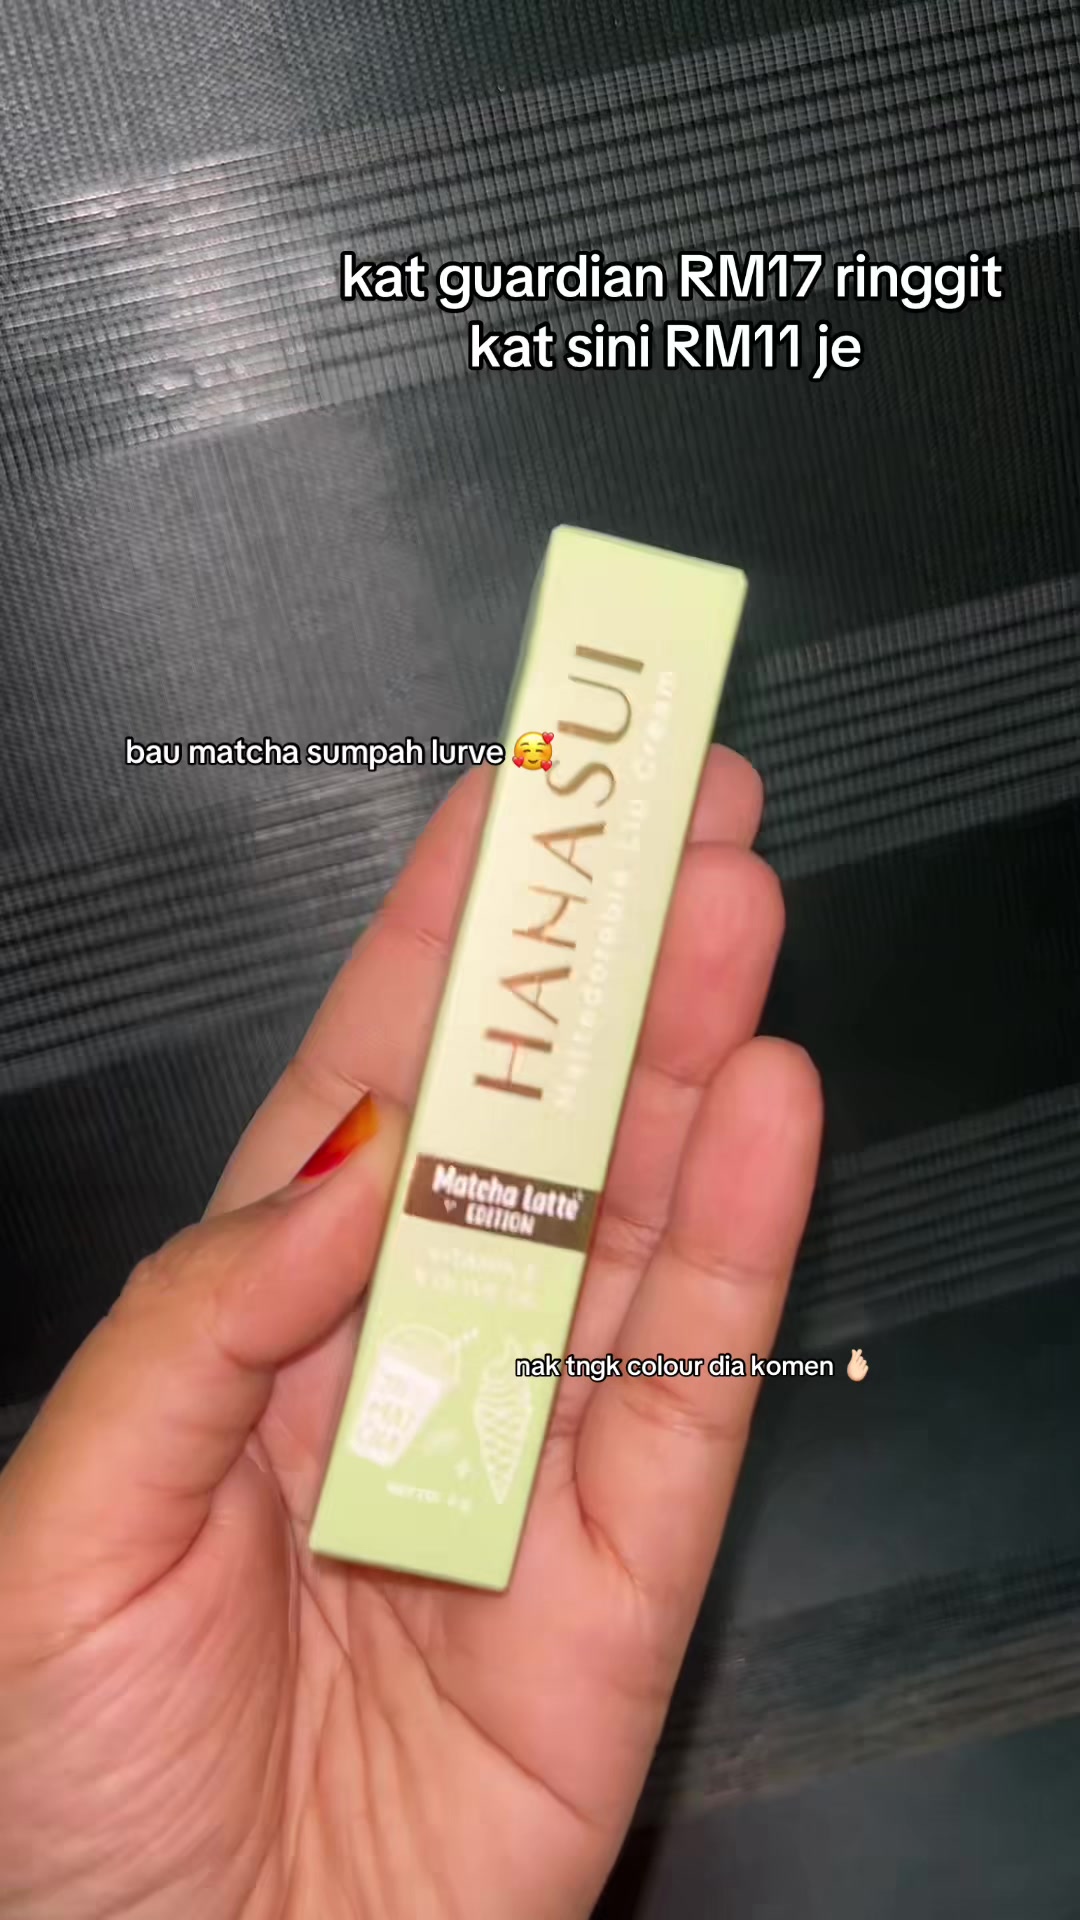 kat guardian RM17 ringgit
kat sini RM11 je
bau matcha sumpah lurve 🥰
HANASUI
Cream
Matcha Latte
EDITION
nak tngk colour dia komen 🫰🏻